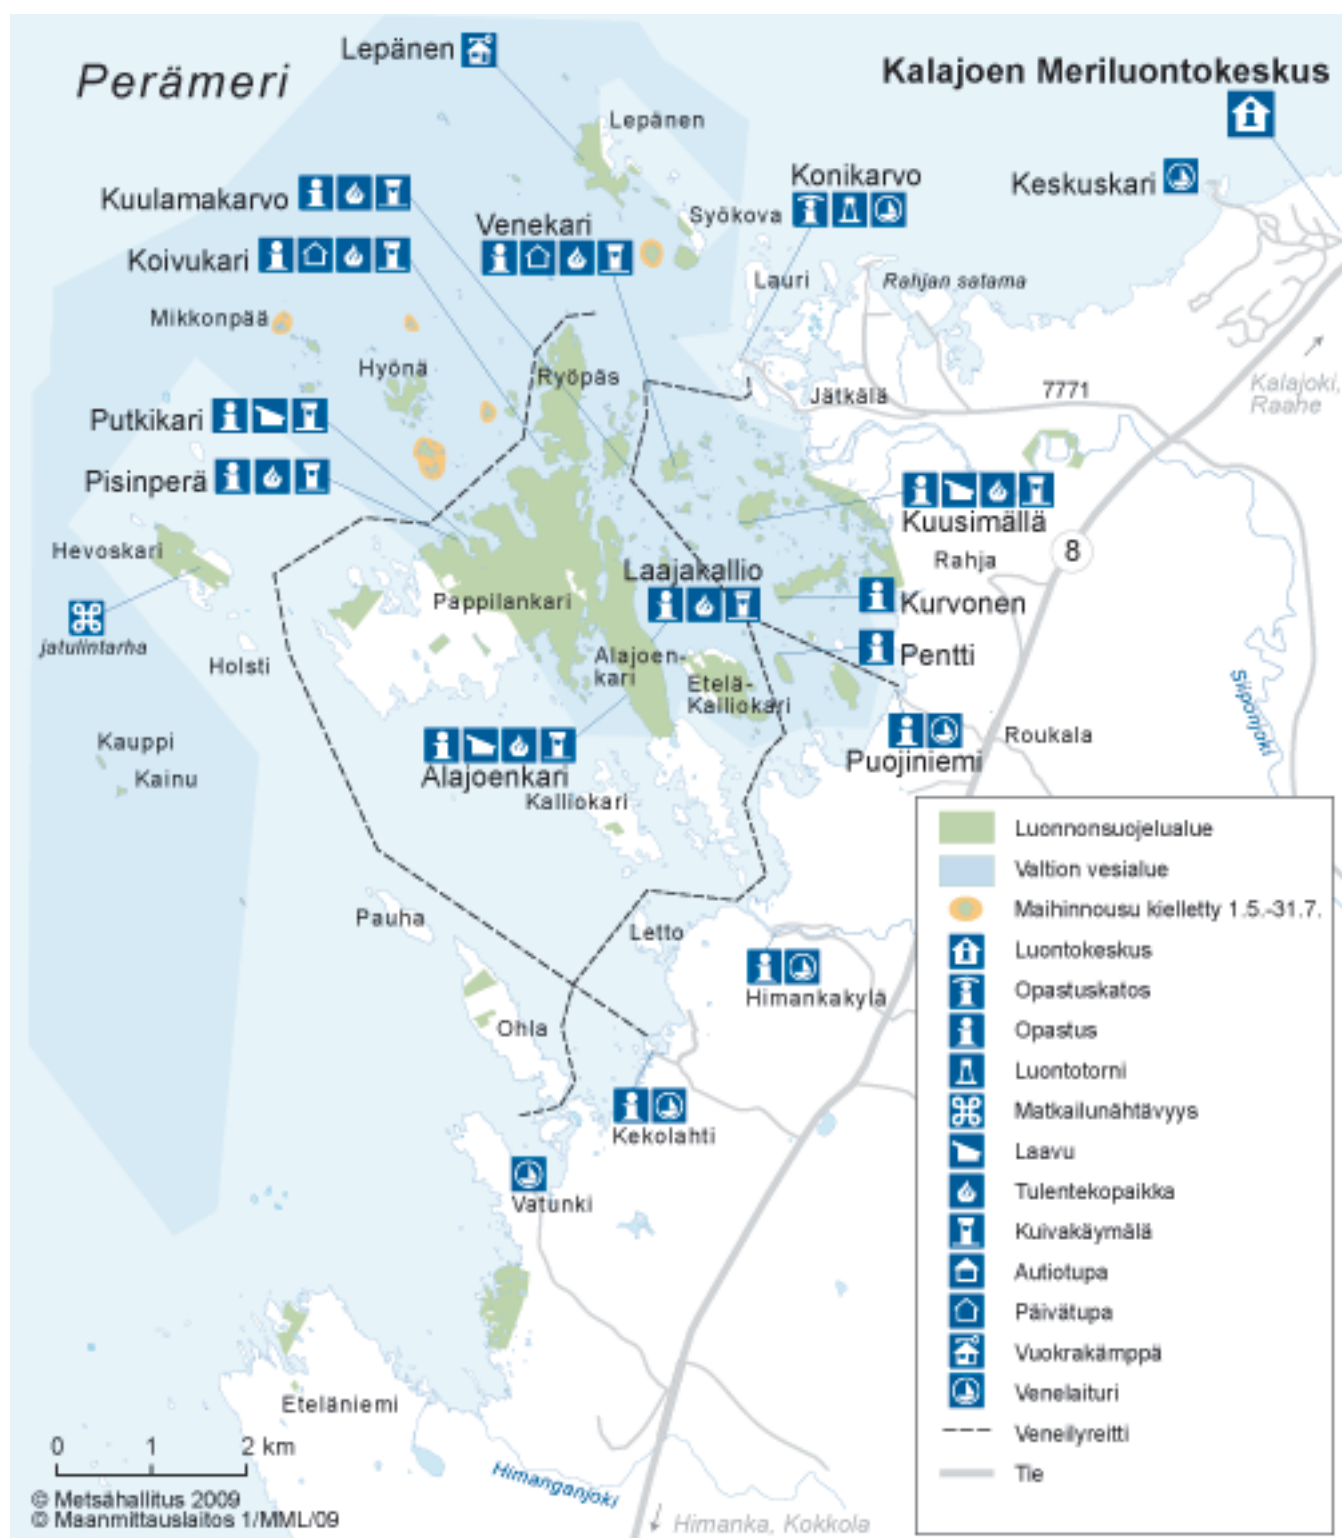 Perämeri
Lepänen
Kalajoen Meriluontokeskus
Lepänen
Keskuskari
Konikarvo
Kuulamakarvo
Venekari
Syökova
Koivukari
Lauri
Rahjan satama
Mikkonpää
Hyönä
Ryöpäs
Jätkälä
7771
Kalajoki,
Raahe
Putkikari
Pisinperä
Kuusimällä
Hevoskari
Rahja
8
Laajakallio
Pappilankari
Kurvonen
jatulintarha
Holsti
Alajoen-
kari
Pentti
Etelä-
Kalliokari
Siiponjoki
Kauppi
Kainu
Roukala
Puojiniemi
Alajoenkari
Kalliokari
Pauha
Letto
Himankakylä
Ohla
Kekolahti
Vatunki
Eteläniemi
Himanganjoki
Himanka, Kokkola
Luonnonsuojelualue
Valtion vesialue
Maihinnousu kielletty 1.5.-31.7.
Luontokeskus
Opastuskatos
Opastus
Luontotorni
Matkailunähtävyys
Laavu
Tulentekopaikka
Kuivakäymälä
Autiotupa
Päivätupa
Vuokrakämppä
Venelaituri
Veneilyreitti
Tie
0 1 2 km
© Metsähallitus 2009
© Maanmittauslaitos 1/MML/09